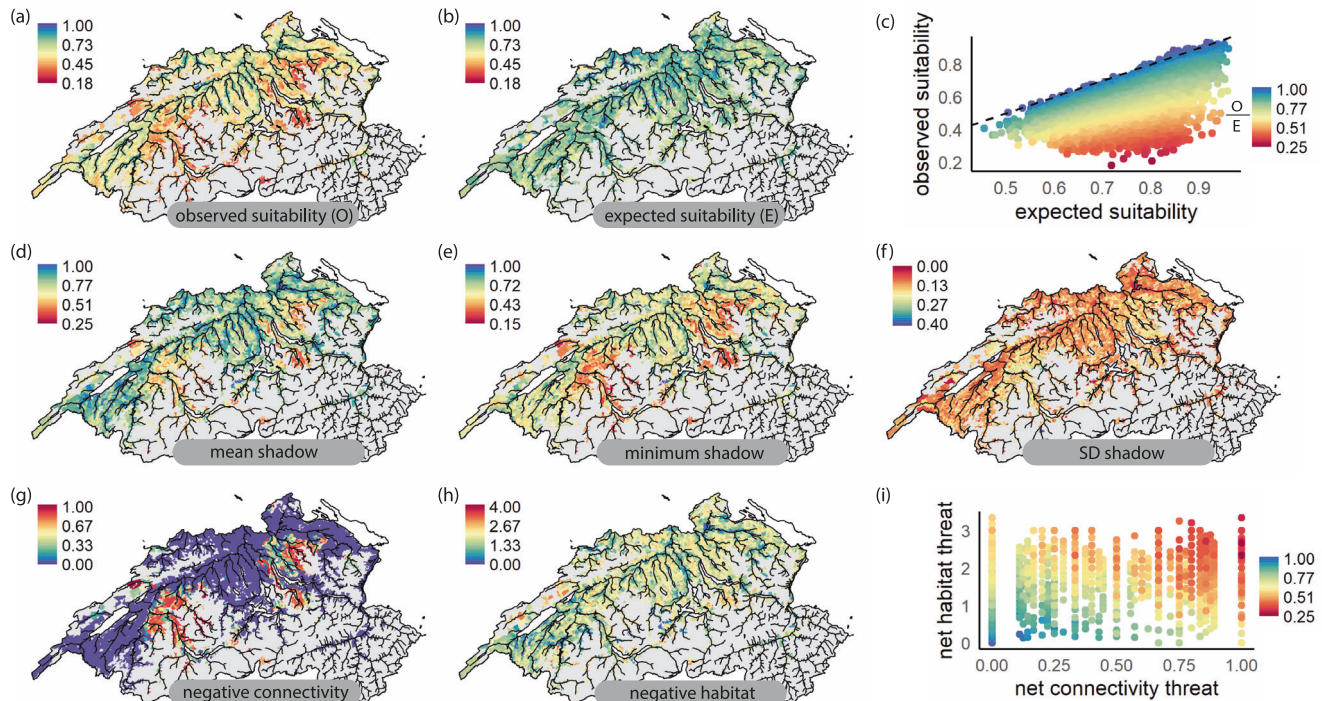 (a)
1.00
0.73
0.45
0.18
observed suitability (O)
(b)
1.00
0.73
0.45
0.18
expected suitability (E)
(c)
observed suitability
0.8
0.6
0.4
0.2
0.5 0.6 0.7 0.8 0.9
expected suitability
O
E
1.00
0.77
0.51
0.25
(d)
1.00
0.77
0.51
0.25
mean shadow
(e)
1.00
0.72
0.43
0.15
minimum shadow
(f)
0.00
0.13
0.27
0.40
SD shadow
(g)
1.00
0.67
0.33
0.00
negative connectivity
(h)
4.00
2.67
1.33
0.00
negative habitat
(i)
net habitat threat
3
2
1
0
0.00 0.25 0.50 0.75 1.00
net connectivity threat
1.00
0.77
0.51
0.25